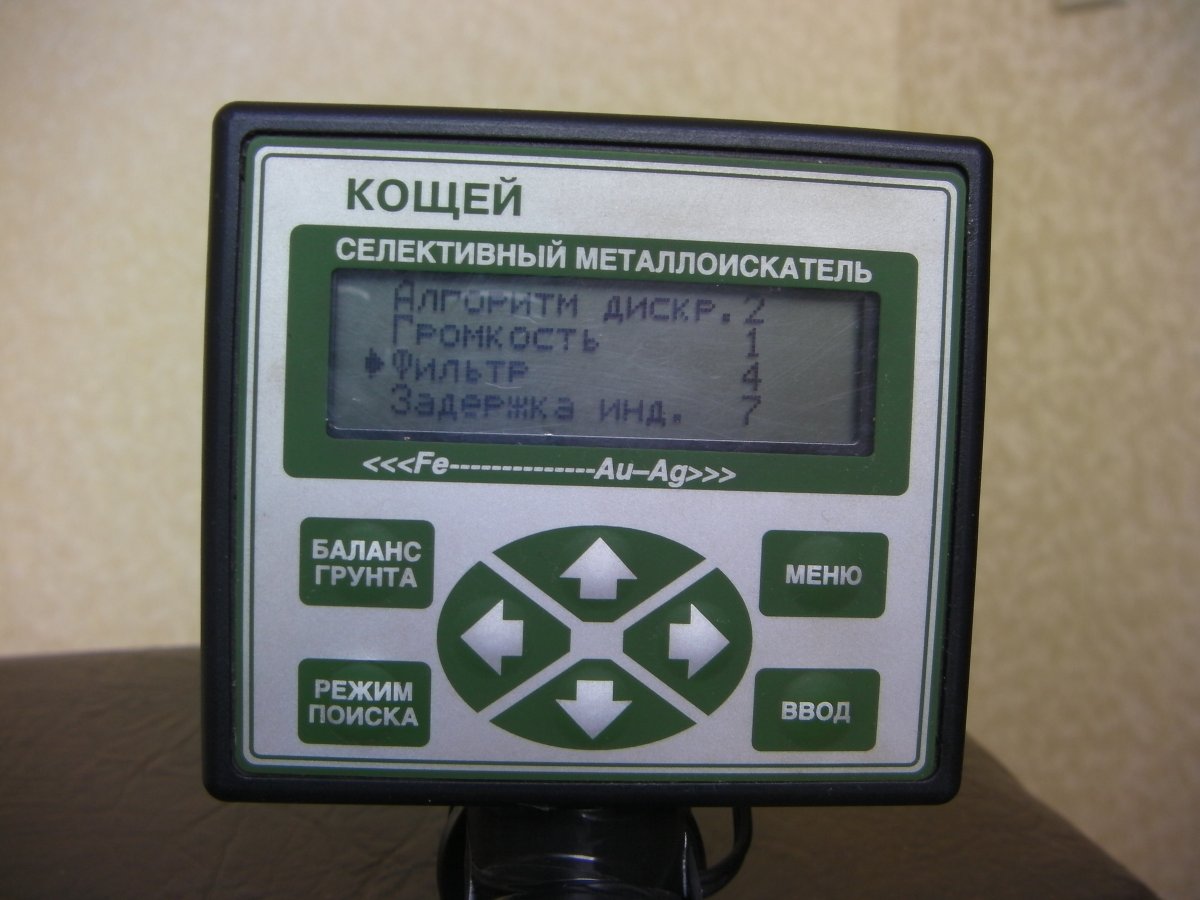 КОЩЕЙ
СЕЛЕКТИВНЫЙ МЕТАЛЛОИСКАТЕЛЬ
Алгоритм дискр. 2
Громкость 1
Фильтр 4
Задержка инд. 7
<<<Fe--------------Au–Ag>>>
БАЛАНС
ГРУНТА
МЕНЮ
РЕЖИМ
ПОИСКА
ВВОД